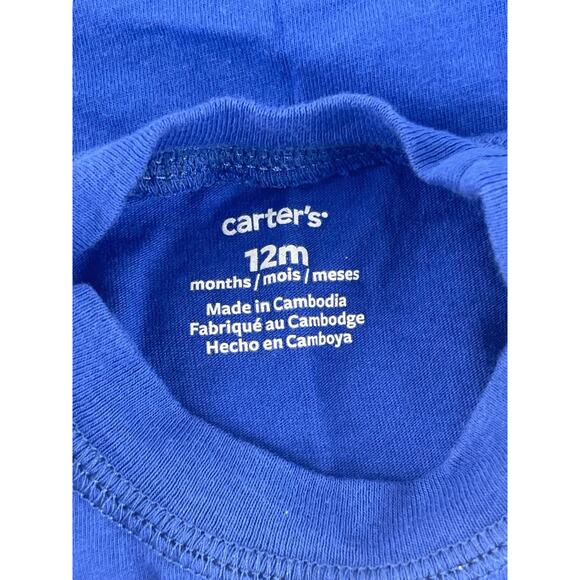 carter's
12m
months / mois / meses
Made in Cambodia
Fabriqué au Cambodge
Hecho en Camboya